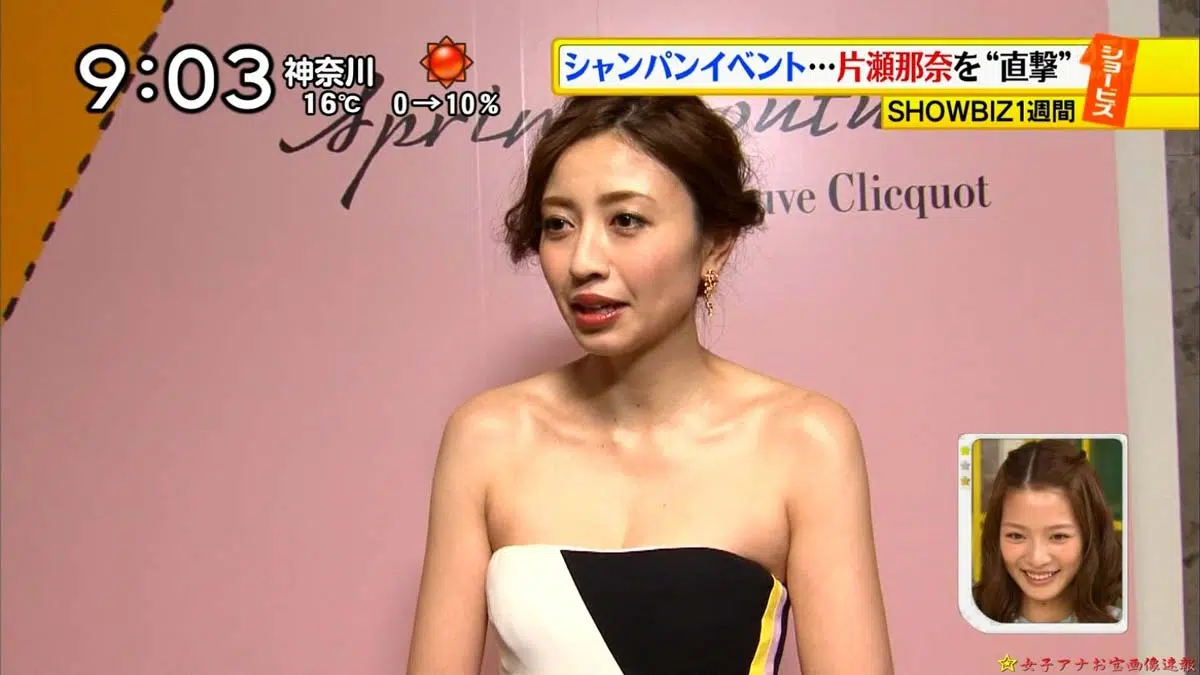 9:03
神奈川
16℃ 0→10%
シャンパンイベント…片瀬那奈を“直撃”
ショービズ
SHOWBIZ1週間
Clicquot
☆女子アナお宝画像速報